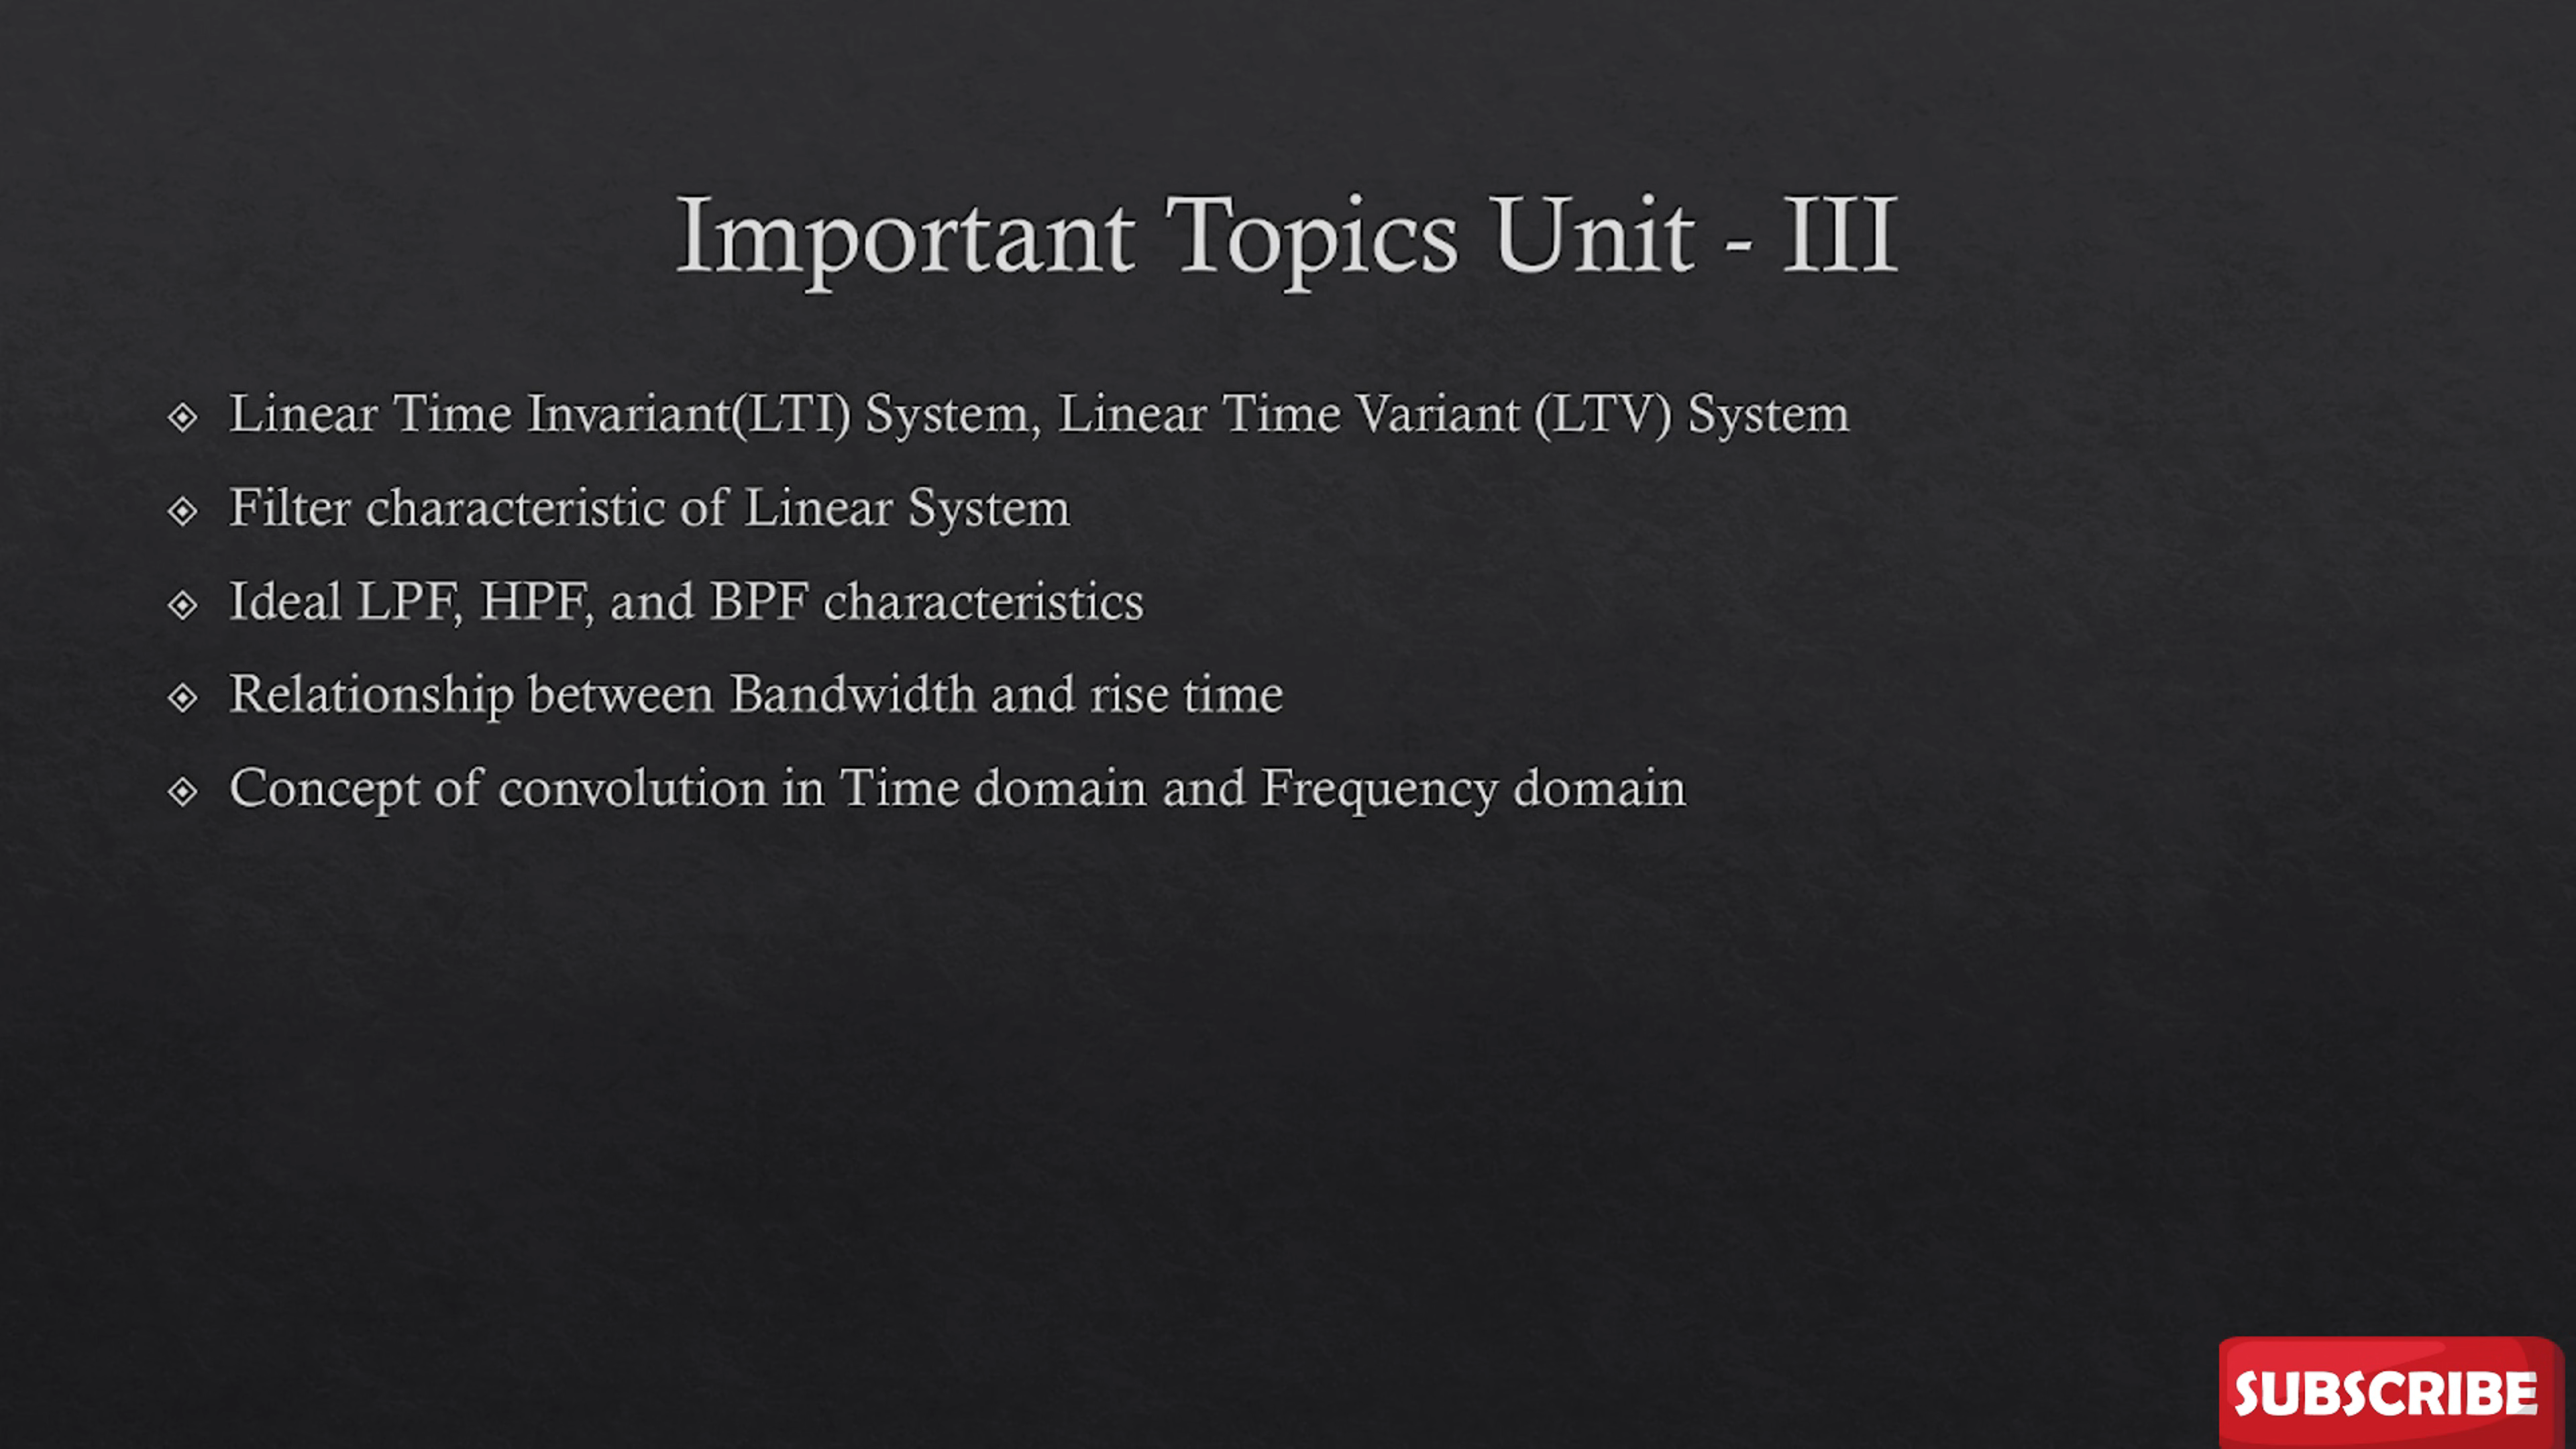 Important Topics Unit - III
Linear Time Invariant(LTI) System, Linear Time Variant (LTV) System
Filter characteristic of Linear System
Ideal LPF, HPF, and BPF characteristics
Relationship between Bandwidth and rise time
Concept of convolution in Time domain and Frequency domain
SUBSCRIBE